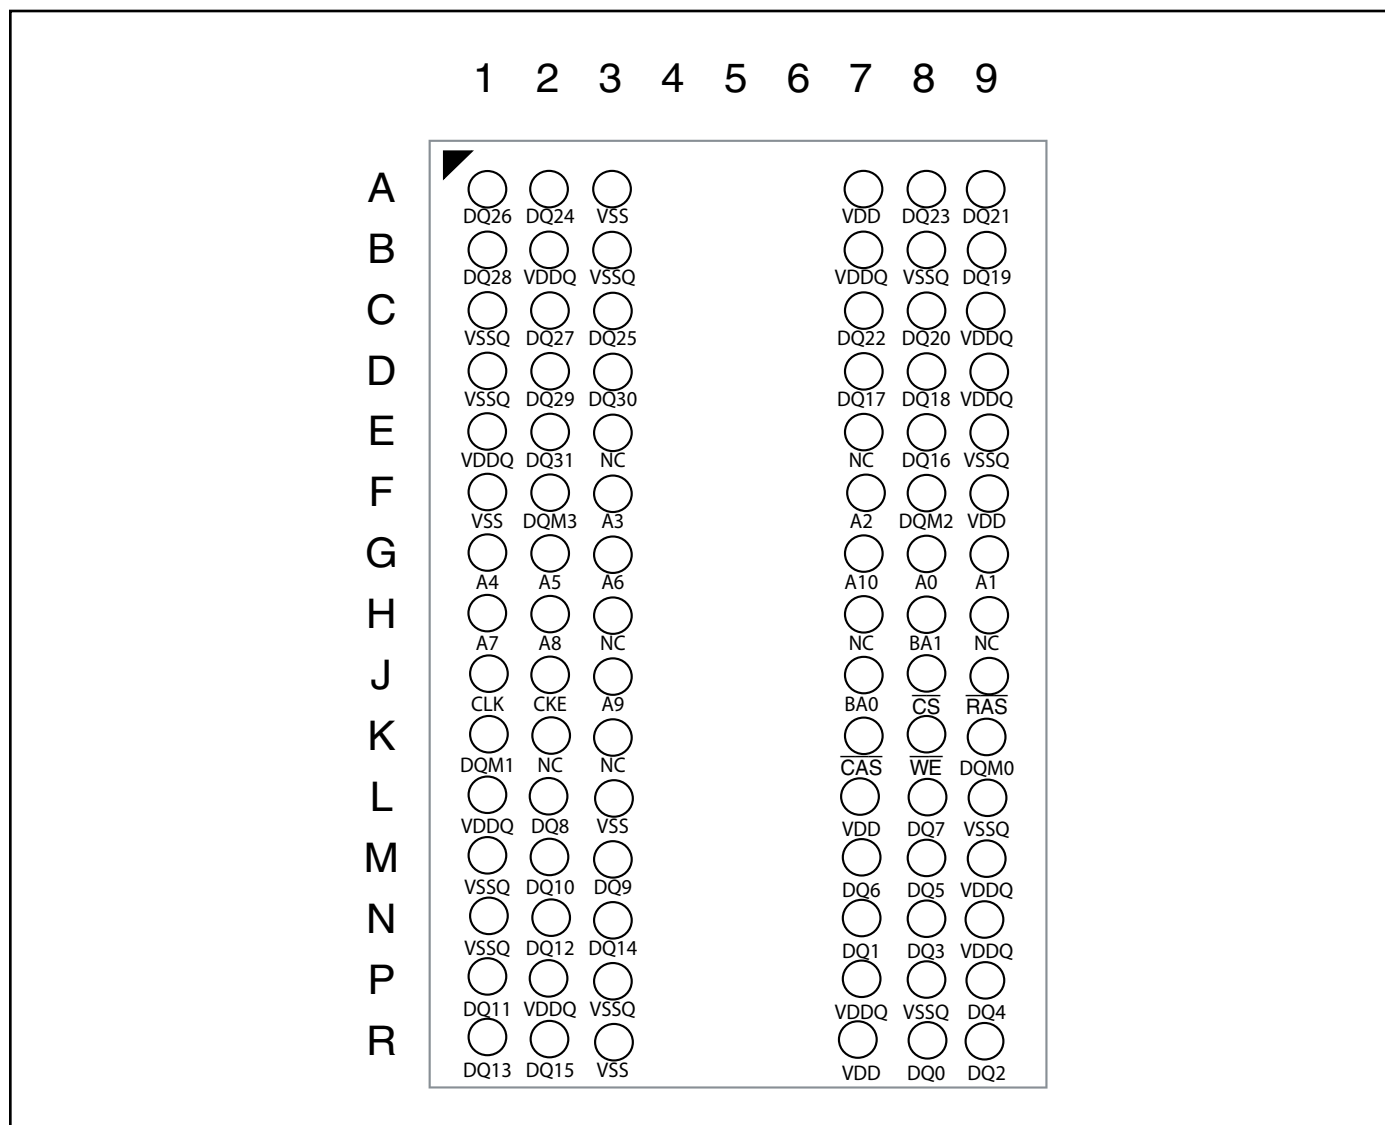 1 2 3 4 5 6 7 8 9
A
DQ26 DQ24 VSS VDD DQ23 DQ21
B
DQ28 VDDQ VSSQ VDDQ VSSQ DQ19
C
VSSQ DQ27 DQ25 DQ22 DQ20 VDDQ
D
VSSQ DQ29 DQ30 DQ17 DQ18 VDDQ
E
VDDQ DQ31 NC NC DQ16 VSSQ
F
VSS DQM3 A3 A2 DQM2 VDD
G
A4 A5 A6 A10 A0 A1
H
A7 A8 NC NC BA1 NC
J
CLK CKE A9 BA0 C̅S̅ R̅A̅S̅
K
DQM1 NC NC C̅A̅S̅ W̅E̅ DQM0
L
VDDQ DQ8 VSS VDD DQ7 VSSQ
M
VSSQ DQ10 DQ9 DQ6 DQ5 VDDQ
N
VSSQ DQ12 DQ14 DQ1 DQ3 VDDQ
P
DQ11 VDDQ VSSQ VDDQ VSSQ DQ4
R
DQ13 DQ15 VSS VDD DQ0 DQ2